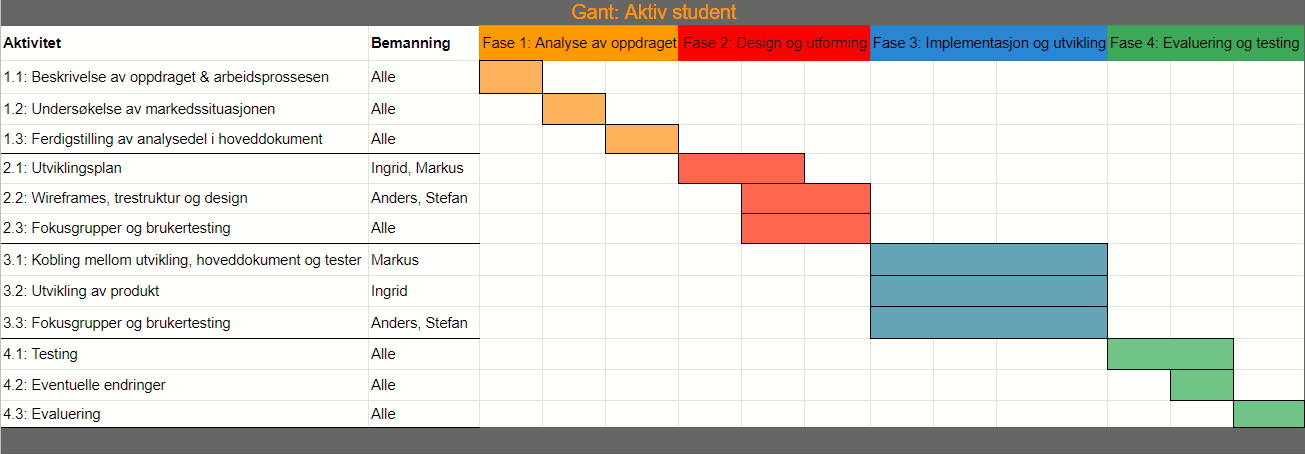 Gant: Aktiv student
Aktivitet Bemanning Fase 1: Analyse av oppdraget Fase 2: Design og utforming Fase 3: Implementasjon og utvikling Fase 4: Evaluering og testing
1.1: Beskrivelse av oppdraget & arbeidsprossesen Alle
1.2: Undersøkelse av markedssituasjonen Alle
1.3: Ferdigstilling av analysedel i hoveddokument Alle
2.1: Utviklingsplan Ingrid, Markus
2.2: Wireframes, trestruktur og design Anders, Stefan
2.3: Fokusgrupper og brukertesting Alle
3.1: Kobling mellom utvikling, hoveddokument og tester Markus
3.2: Utvikling av produkt Ingrid
3.3: Fokusgrupper og brukertesting Anders, Stefan
4.1: Testing Alle
4.2: Eventuelle endringer Alle
4.3: Evaluering Alle